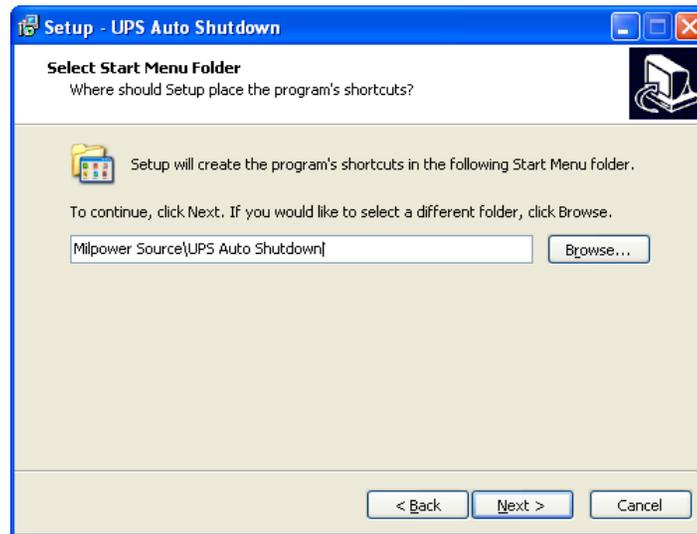 Setup - UPS Auto Shutdown
Select Start Menu Folder
Where should Setup place the program's shortcuts?
Setup will create the program's shortcuts in the following Start Menu folder.
To continue, click Next. If you would like to select a different folder, click Browse.
Milpower Source\UPS Auto Shutdown
Browse...
< Back
Next >
Cancel